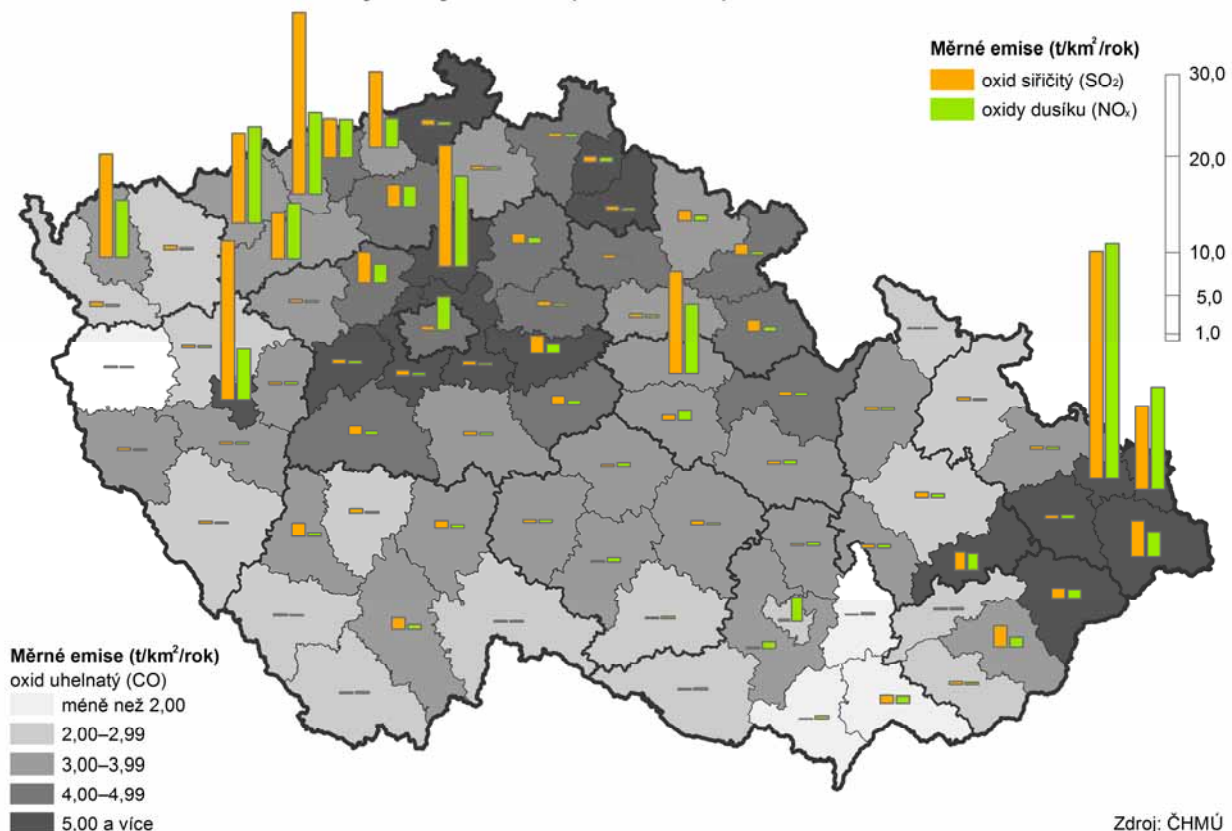 Měrné emise (t/km²/rok)
oxid siřičitý (SO₂)
oxidy dusíku (NOₓ)
30,0
20,0
10,0
5,0
1,0
Měrné emise (t/km²/rok)
oxid uhelnatý (CO)
méně než 2,00
2,00–2,99
3,00–3,99
4,00–4,99
5,00 a více
Zdroj: ČHMÚ